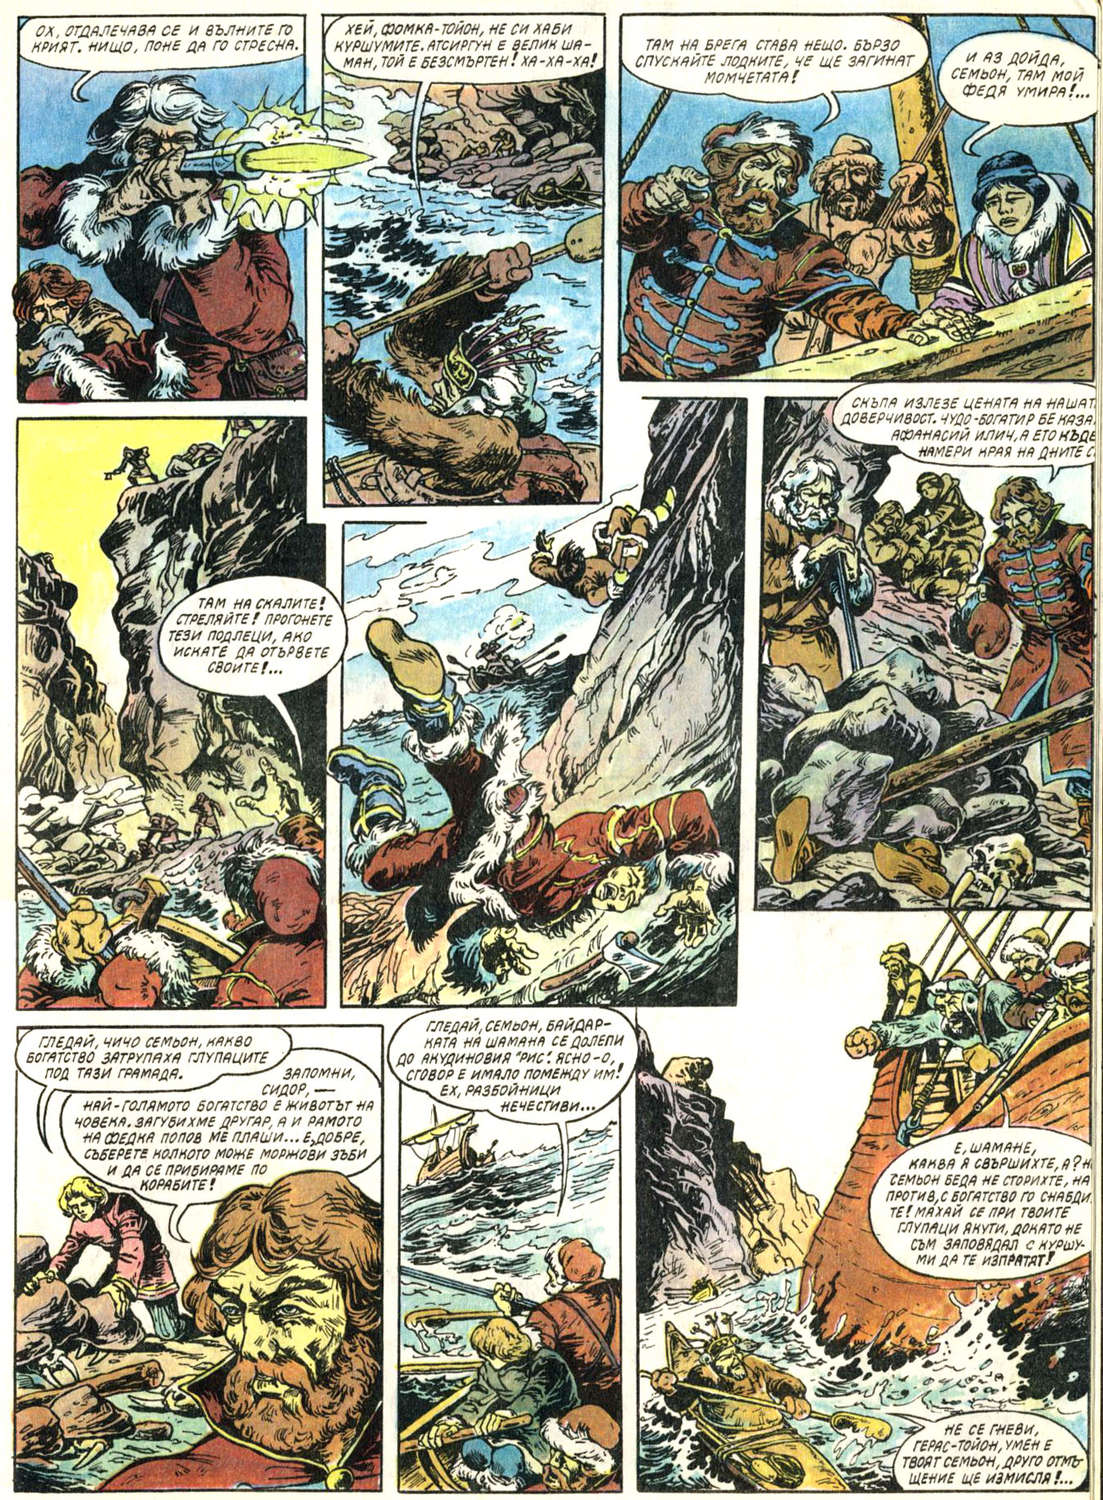 ОХ, ОТДАЛЕЧАВА СЕ И ВЪЛНИТЕ ГО
КРИЯТ. НИЩО, ПОНЕ ДА ГО СТРЕСНА.
ХЕЙ, ФОМКА-ТОЙОН, НЕ СИ ХАБИ
КУРШУМИТЕ. АТСИРГУН Е ВЕЛИК ША-
МАН, ТОЙ Е БЕЗСМЪРТЕН! ХА-ХА-ХА!
ТАМ НА БРЕГА СТАВА НЕЩО. БЪРЗО
СПУСКАЙТЕ ЛОДКИТЕ, ЧЕ ЩЕ ЗАГИНАТ
МОМЧЕТАТА!
И АЗ ДОЙДА,
СЕМЬОН, ТАМ МОЙ
ФЕДЯ УМИРА!...
ТАМ НА СКАЛИТЕ!
СТРЕЛЯЙТЕ! ПРОГОНЕТЕ
ТЕЗИ ПОДЛЕЦИ, АКО
ИСКАТЕ ДА ОТЪРВЕТЕ
СВОИТЕ!...
СКЪПА ИЗЛЕЗЕ ЦЕНАТА НА НАШАТ
ДОВЕРЧИВОСТ. ЧУДО-БОГАТИР БЕ КАЗА
АФАНАСИЙ ИЛИЧ, А ЕТО КЪДЕ
НАМЕРИ КРАЯ НА ДНИТЕ С
ГЛЕДАЙ, ЧИЧО СЕМЬОН, КАКВО
БОГАТСТВО ЗАТРУПАХА ГЛУПАЦИТЕ
ПОД ТАЗИ ГРАМАДА.
ЗАПОМНИ,
СИДОР, —
НАЙ-ГОЛЯМОТО БОГАТСТВО Е ЖИВОТЪТ НА
ЧОВЕКА. ЗАГУБИХМЕ ДРУГАР, А И РАМОТО
НА ФЕДКА ПОПОВ МЕ ПЛАШИ... Е, ДОБРЕ,
СЪБЕРЕТЕ КОЛКОТО МОЖЕ МОРЖОВИ ЗЪБИ
И ДА СЕ ПРИБИРАМЕ ПО
КОРАБИТЕ!
ГЛЕДАЙ, СЕМЬОН, БАЙДАР-
КАТА НА ШАМАНА СЕ ДОЛЕПИ
ДО АКУДИНОВИЯ "РИС! ЯСНО-О,
СГОВОР Е ИМАЛО ПОМЕЖДУ ИМ!
ЕХ, РАЗБОЙНИЦИ
НЕЧЕСТИВИ...
Е, ШАМАНЕ,
КАКВА Я СВЪРШИХТЕ, А? Н
СЕМЬОН БЕДА НЕ СТОРИХТЕ, НА
ПРОТИВ, С БОГАТСТВО ГО СНАБДИ
ТЕ! МАХАЙ СЕ ПРИ ТВОИТЕ
ГЛУПАЦИ ЯКУТИ, ДОКАТО НЕ
СЪМ ЗАПОВЯДАЛ С КУРШУ-
МИ ДА ТЕ ИЗПРАТЯТ!
НЕ СЕ ГНЕВИ,
ГЕРАС-ТОЙОН, УМЕН Е
ТВОЯТ СЕМЬОН, ДРУГО ОТМЪ
ЩЕНИЕ ЩЕ ИЗМИСЛЯ!...